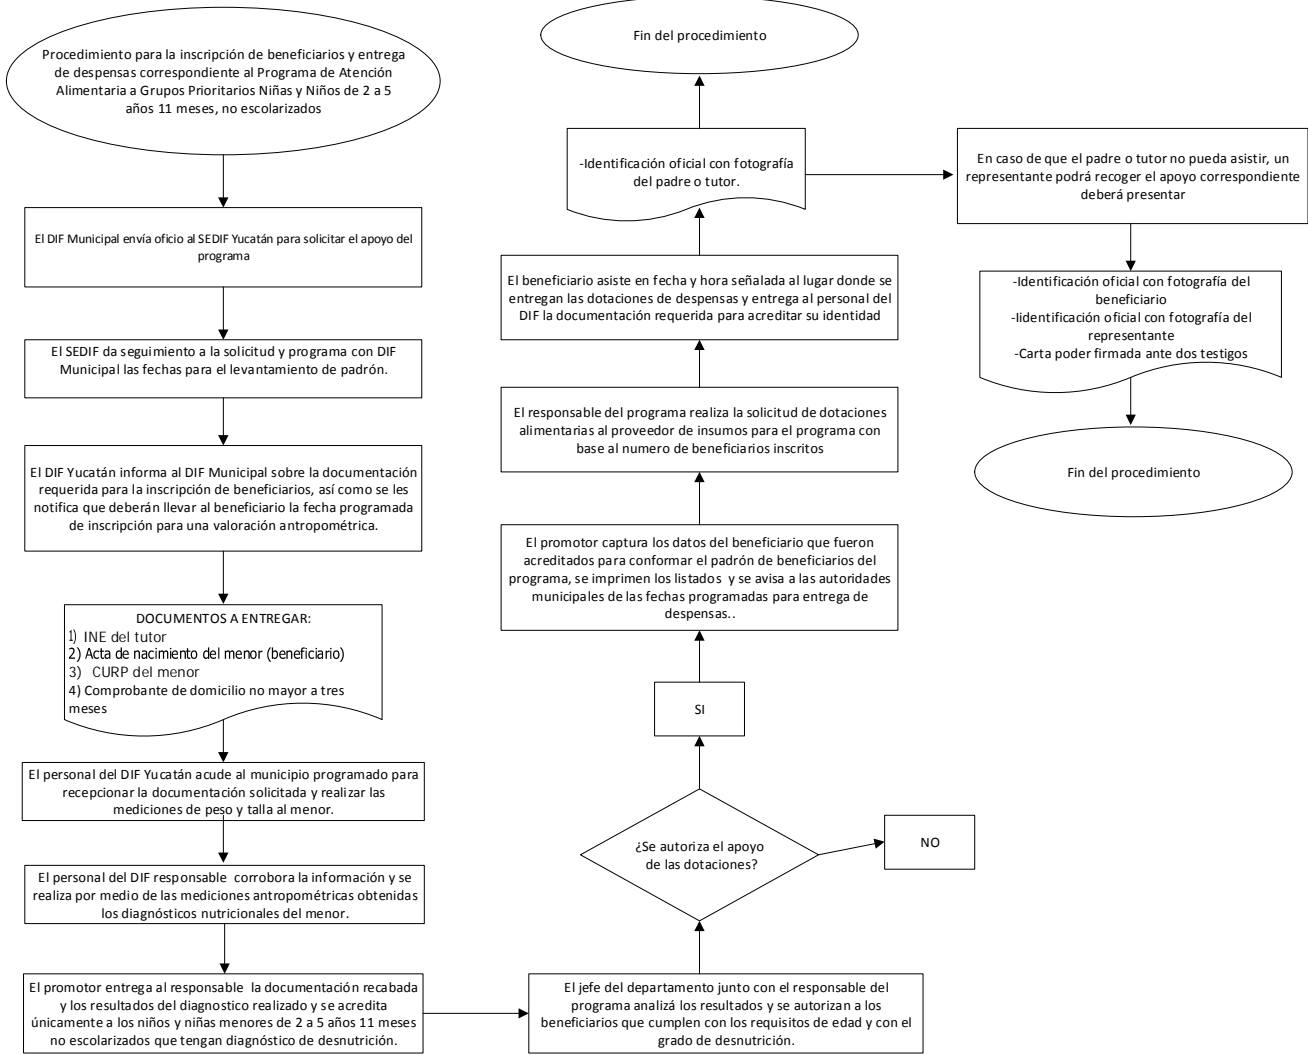 Procedimiento para la inscripción de beneficiarios y entrega
de despensas correspondiente al Programa de Atención
Alimentaria a Grupos Prioritarios Niñas y Niños de 2 a 5
años 11 meses, no escolarizados
El DIF Municipal envía oficio al SEDIF Yucatán para solicitar el apoyo del
programa
El SEDIF da seguimiento a la solicitud y programa con DIF
Municipal las fechas para el levantamiento de padrón.
El DIF Yucatán informa al DIF Municipal sobre la documentación
requerida para la inscripción de beneficiarios, así como se les
notifica que deberán llevar al beneficiario la fecha programada
de inscripción para una valoración antropométrica.
DOCUMENTOS A ENTREGAR:
1) INE del tutor
2) Acta de nacimiento del menor (beneficiario)
3) CURP del menor
4) Comprobante de domicilio no mayor a tres
meses
El personal del DIF Yucatán acude al municipio programado para
recepcionar la documentación solicitada y realizar las
mediciones de peso y talla al menor.
El personal del DIF responsable corrobora la información y se
realiza por medio de las mediciones antropométricas obtenidas
los diagnósticos nutricionales del menor.
El promotor entrega al responsable la documentación recabada
y los resultados del diagnostico realizado y se acredita
únicamente a los niños y niñas menores de 2 a 5 años 11 meses
no escolarizados que tengan diagnóstico de desnutrición.
El jefe del departamento junto con el responsable del
programa analizá los resultados y se autorizan a los
beneficiarios que cumplen con los requisitos de edad y con el
grado de desnutrición.
¿Se autoriza el apoyo
de las dotaciones?
NO
SI
El promotor captura los datos del beneficiario que fueron
acreditados para conformar el padrón de beneficiarios del
programa, se imprimen los listados y se avisa a las autoridades
municipales de las fechas programadas para entrega de
despensas..
El responsable del programa realiza la solicitud de dotaciones
alimentarias al proveedor de insumos para el programa con
base al numero de beneficiarios inscritos
El beneficiario asiste en fecha y hora señalada al lugar donde se
entregan las dotaciones de despensas y entrega al personal del
DIF la documentación requerida para acreditar su identidad
-Identificación oficial con fotografía
del padre o tutor.
Fin del procedimiento
En caso de que el padre o tutor no pueda asistir, un
representante podrá recoger el apoyo correspondiente
deberá presentar
-Identificación oficial con fotografía del
beneficiario
-Iidentificación oficial con fotografía del
representante
-Carta poder firmada ante dos testigos
Fin del procedimiento